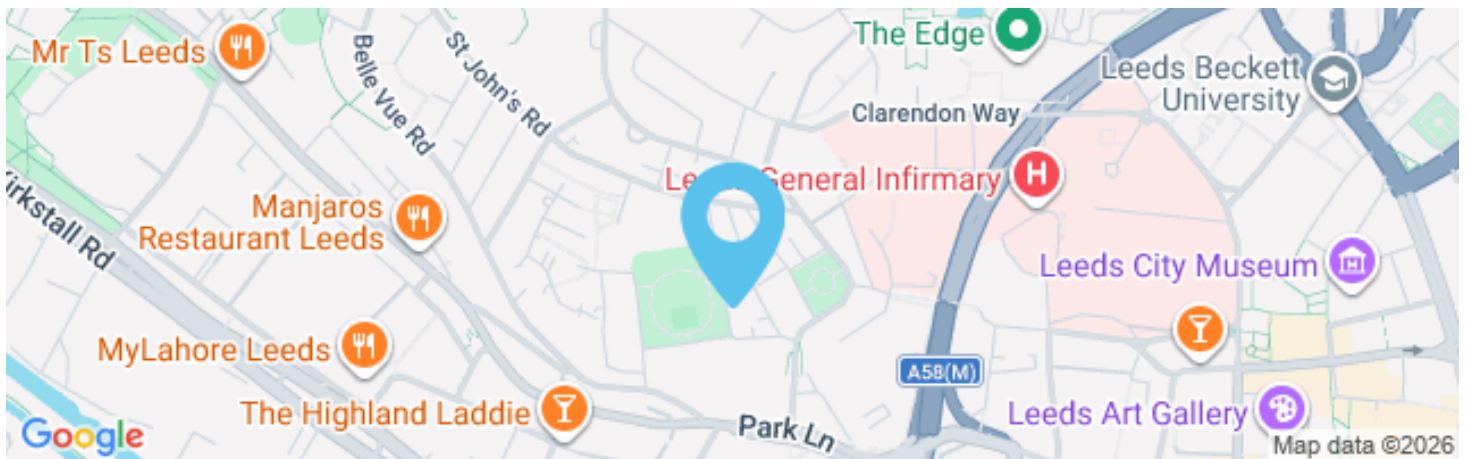 Mr Ts Leeds
Belle Vue Rd
St John's Rd
The Edge
Leeds Beckett
University
Clarendon Way
General Infirmary
H
Kirkstall Rd
Manjaros
Restaurant Leeds
Leeds City Museum
MyLahore Leeds
A58(M)
The Highland Laddie
Park Ln
Leeds Art Gallery
Google
Map data ©2026